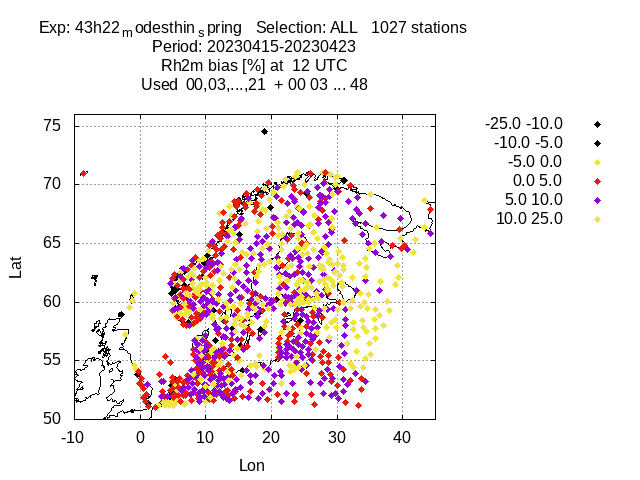 Exp: 43h22modesthinspring Selection: ALL 1027 stations
Period: 20230415-20230423
Rh2m bias [%] at 12 UTC
Used 00,03,...,21 + 00 03 ... 48
-25.0 -10.0
-10.0 -5.0
-5.0 0.0
0.0 5.0
5.0 10.0
10.0 25.0
75
70
65
60
55
50
Lat
-10 0 10 20 30 40
Lon